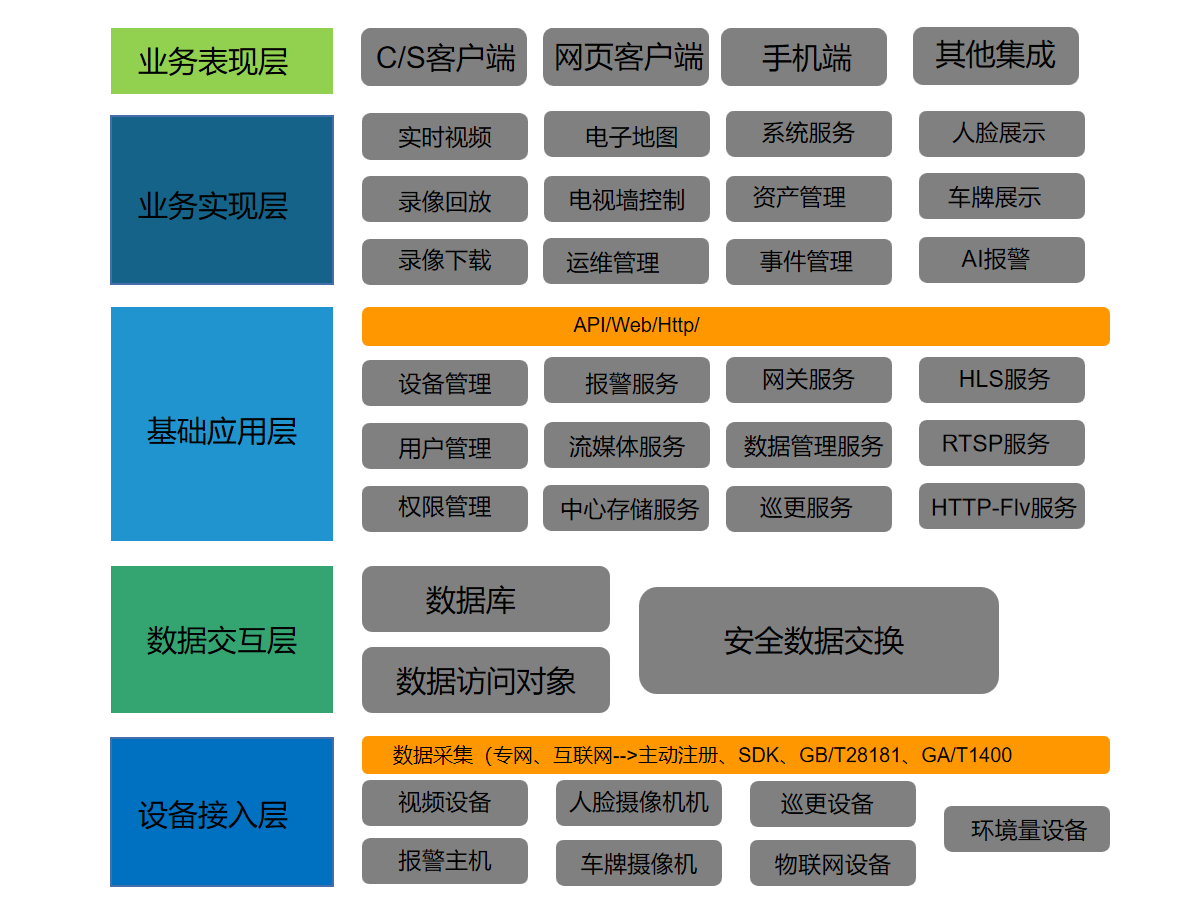 业务表现层
C/S客户端
网页客户端
手机端
其他集成
业务实现层
实时视频
电子地图
系统服务
人脸展示
录像回放
电视墙控制
资产管理
车牌展示
录像下载
运维管理
事件管理
AI报警
基础应用层
API/Web/Http/
设备管理
报警服务
网关服务
HLS服务
用户管理
流媒体服务
数据管理服务
RTSP服务
权限管理
中心存储服务
巡更服务
HTTP-Flv服务
数据交互层
数据库
数据访问对象
安全数据交换
设备接入层
数据采集（专网、互联网-->主动注册、SDK、GB/T28181、GA/T1400
视频设备
人脸摄像机机
巡更设备
环境量设备
报警主机
车牌摄像机
物联网设备